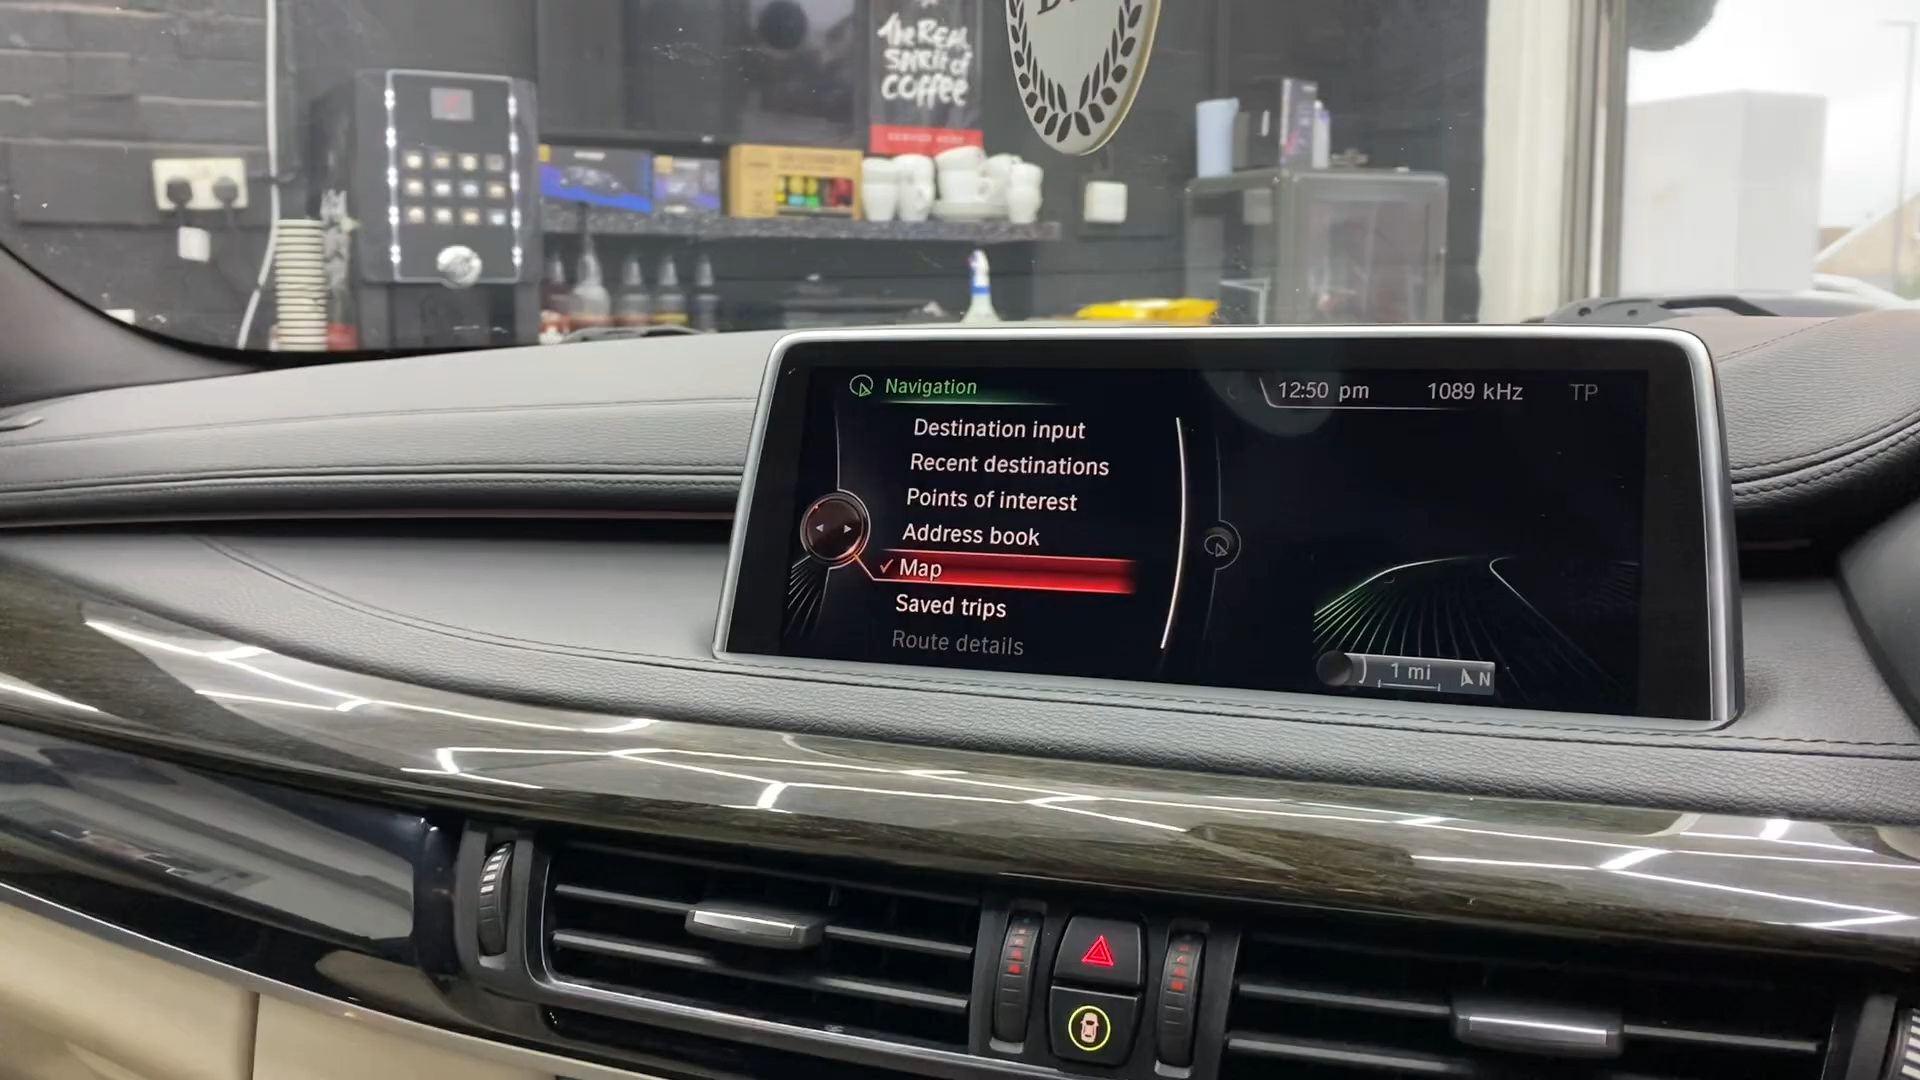 The REAL
SPIRIT of
COFFEE
Navigation
12:50 pm
1089 kHz
TP
Destination input
Recent destinations
Points of interest
Address book
✓ Map
Saved trips
Route details
1 mi
N